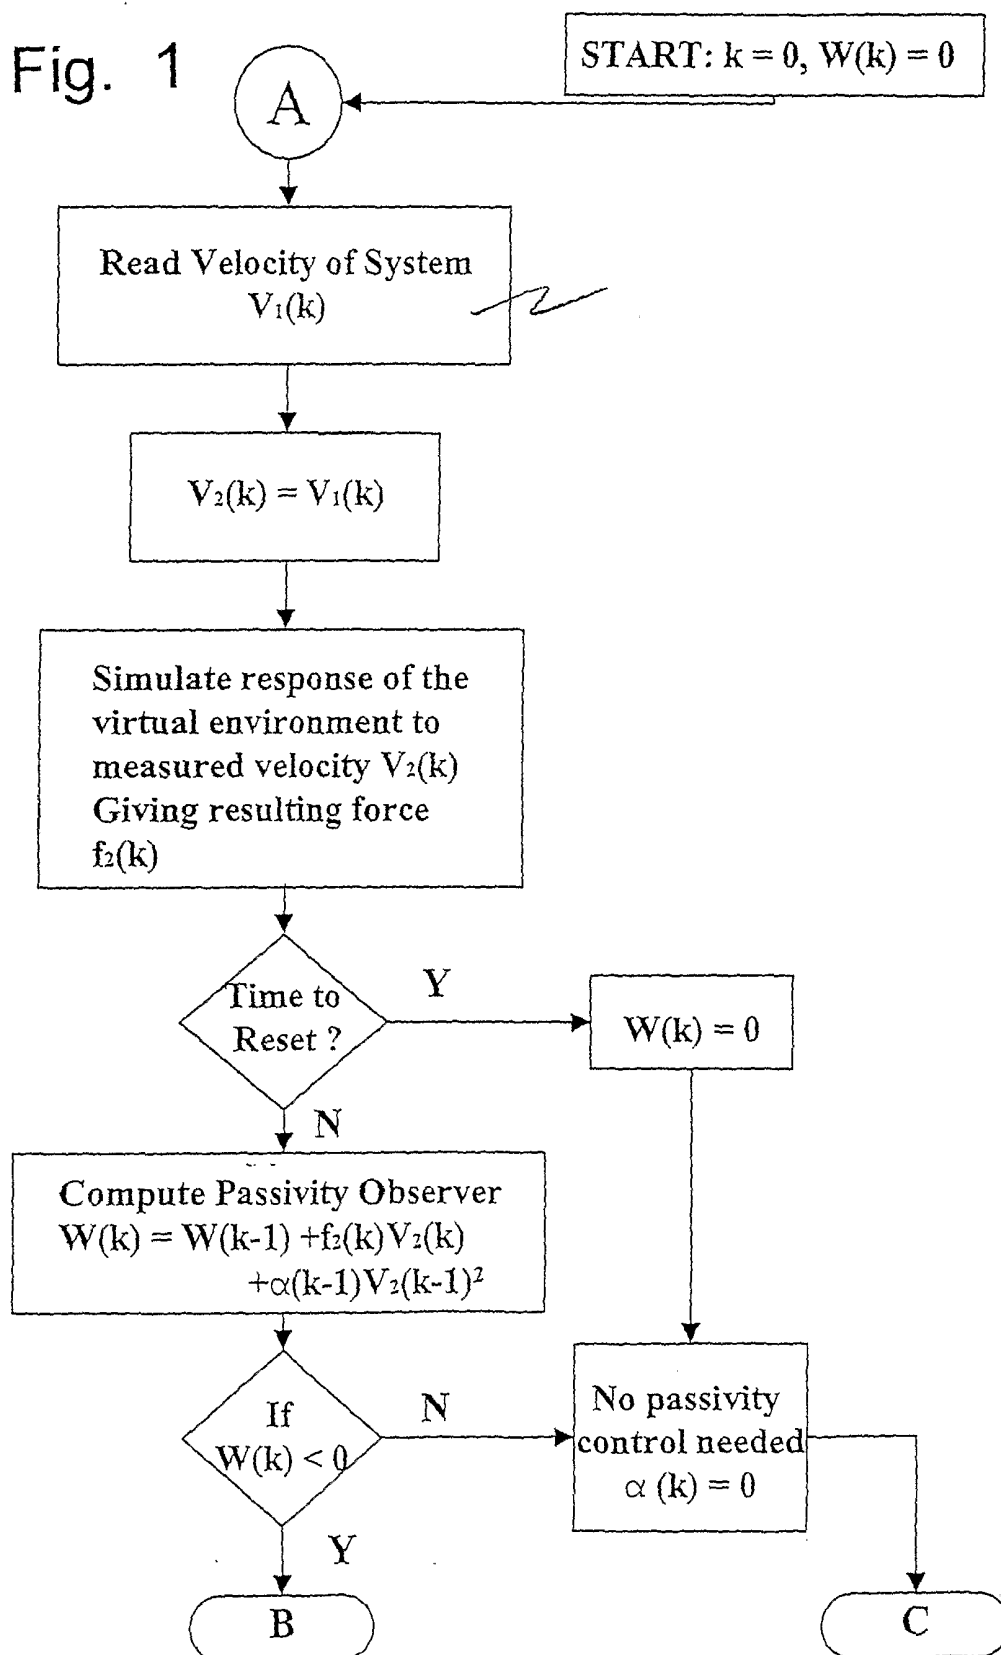 Fig. 1
START: k = 0, W(k) = 0
A
Read Velocity of System
V₁(k)
V₂(k) = V₁(k)
Simulate response of the
virtual environment to
measured velocity V₂(k)
Giving resulting force
f₂(k)
Time to
Reset ?
Y
W(k) = 0
N
Compute Passivity Observer
W(k) = W(k-1) +f₂(k)V₂(k)
+α(k-1)V₂(k-1)²
If
W(k) < 0
N
No passivity
control needed
α (k) = 0
Y
B
C